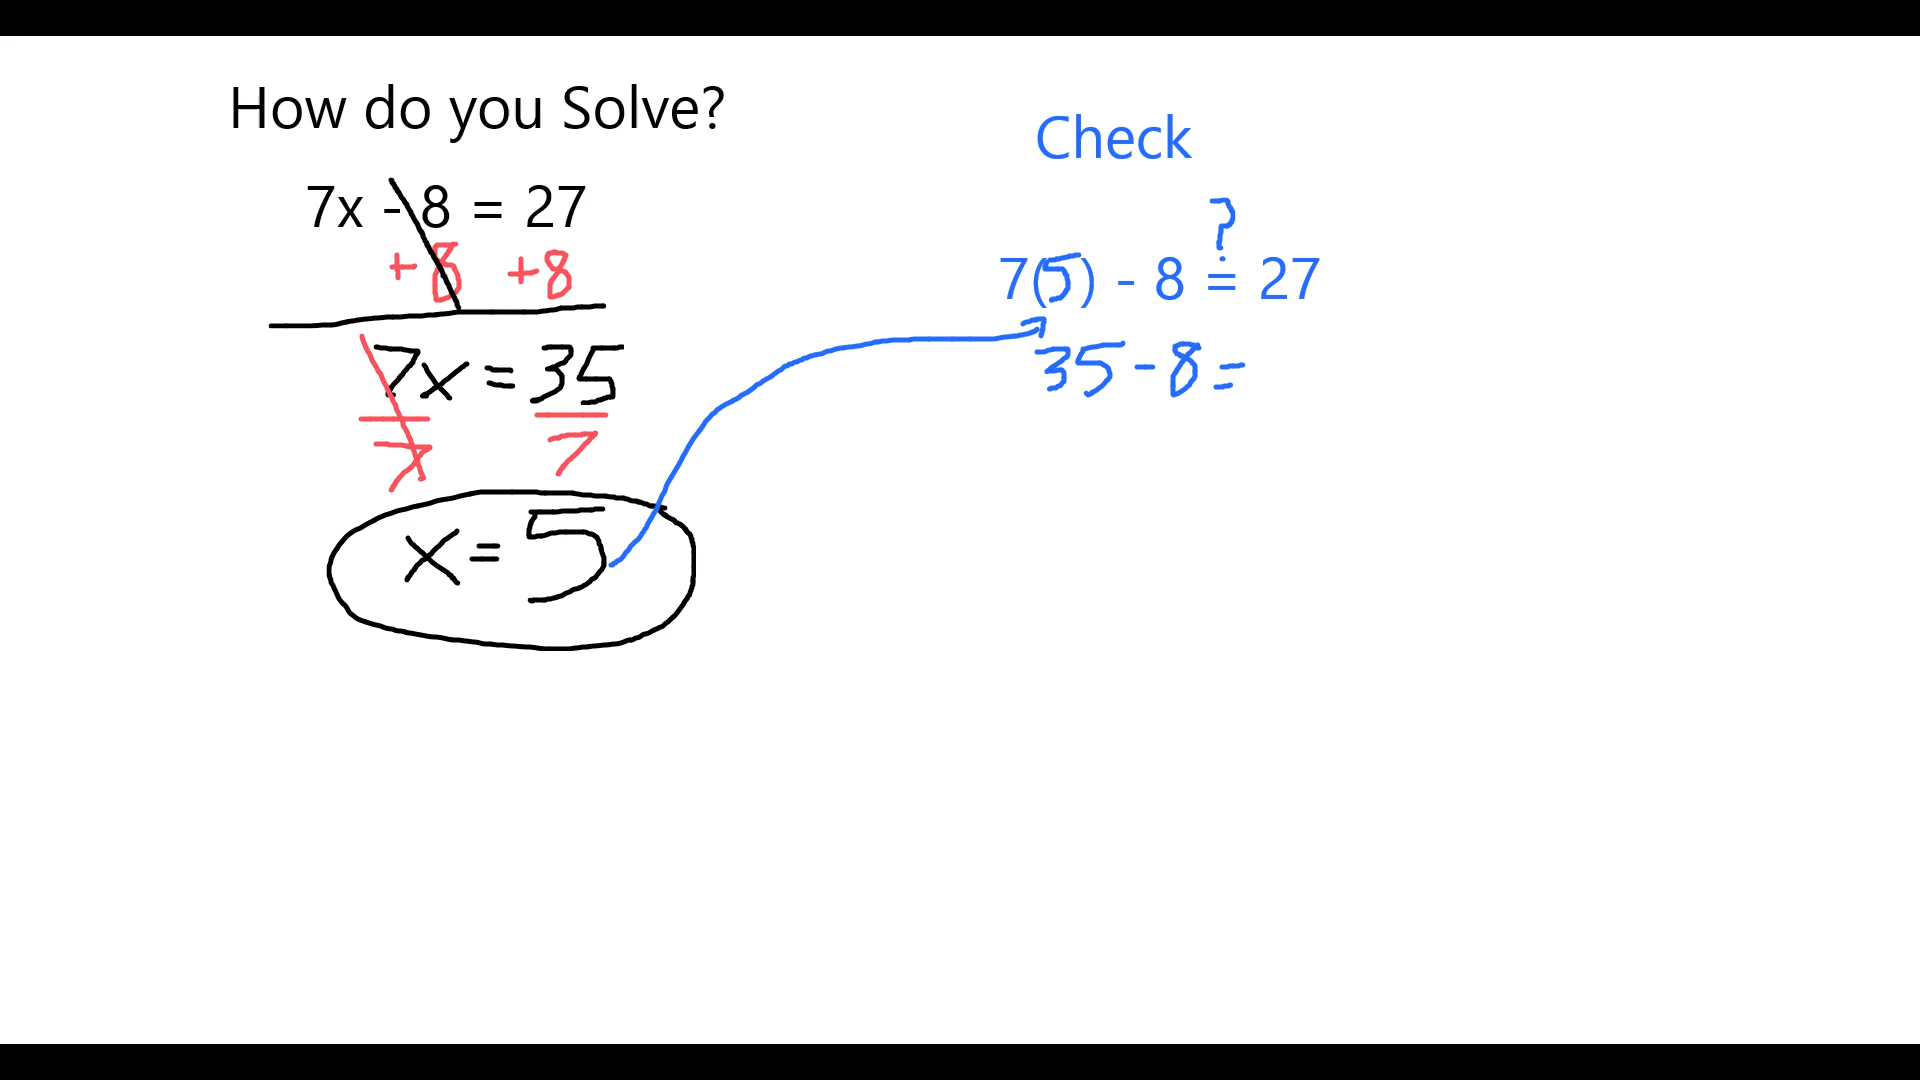 How do you Solve?
7x - 8 = 27
+8 +8
7x = 35
7 7
x = 5
Check
?
7(5) - 8 = 27
35 - 8 =